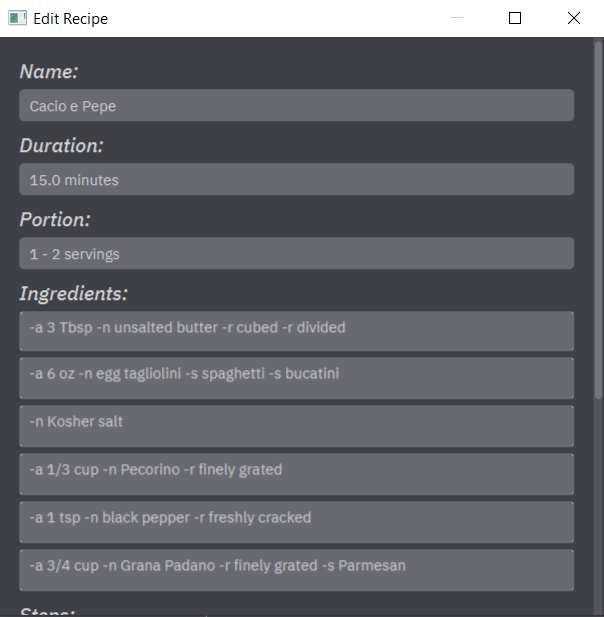 Edit Recipe
Name:
Cacio e Pepe
Duration:
15.0 minutes
Portion:
1 - 2 servings
Ingredients:
-a 3 Tbsp -n unsalted butter -r cubed -r divided
-a 6 oz -n egg tagliolini -s spaghetti -s bucatini
-n Kosher salt
-a 1/3 cup -n Pecorino -r finely grated
-a 1 tsp -n black pepper -r freshly cracked
-a 3/4 cup -n Grana Padano -r finely grated -s Parmesan
Steps: